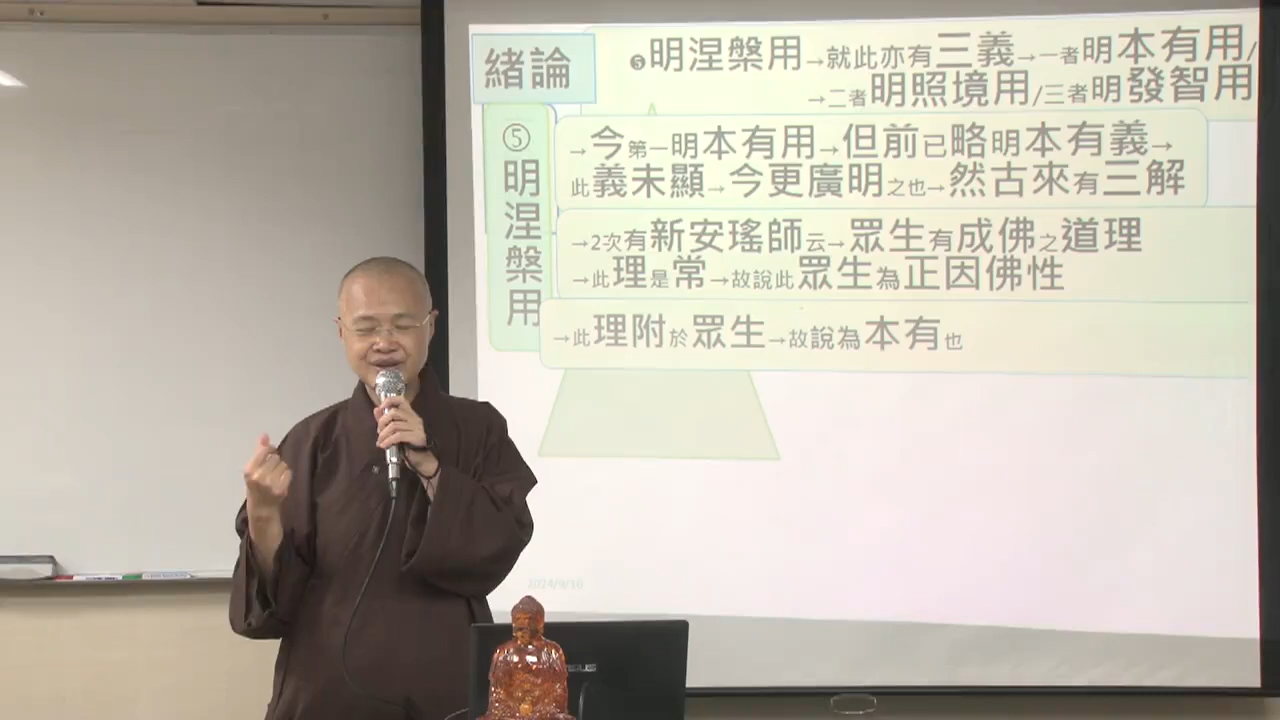 緒論
❺明涅槃用→就此亦有三義→一者明本有用/
→二者明照境用/三者明發智用
⑤明涅槃用
→今第一明本有用→但前已略明本有義→
此義未顯→今更廣明之也→然古來有三解
→2次有新安瑤師云→眾生有成佛之道理
→此理是常→故說此眾生為正因佛性
→此理附於眾生→故說為本有也
2024/9/10
ASUS